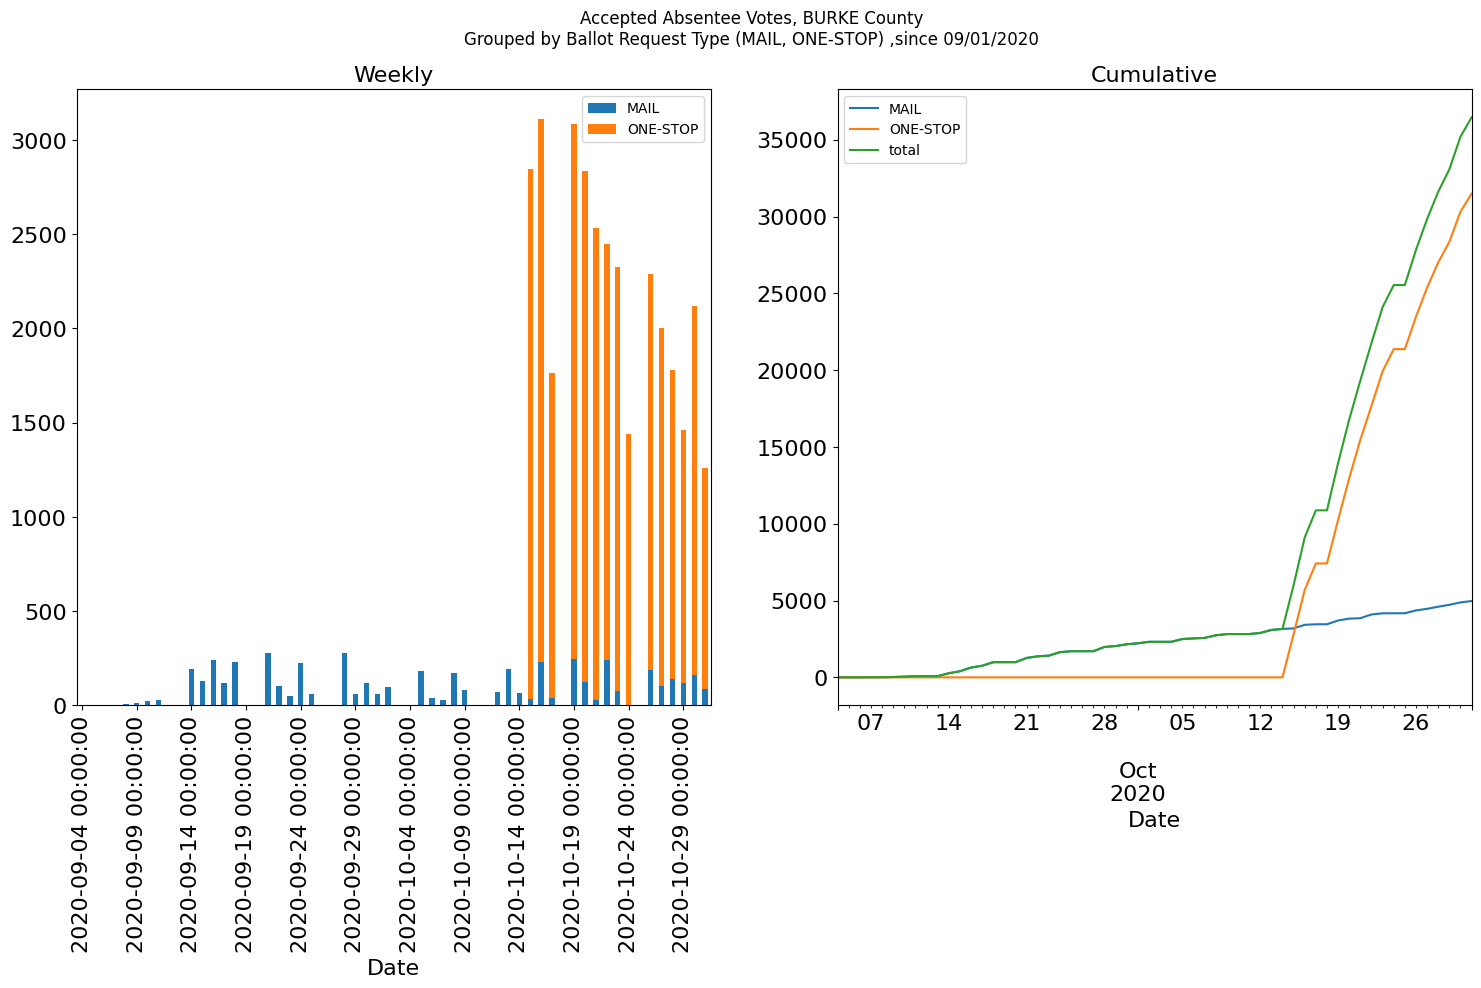 Accepted Absentee Votes, BURKE County
Grouped by Ballot Request Type (MAIL, ONE-STOP) ,since 09/01/2020
Weekly
MAIL
ONE-STOP
3000
2500
2000
1500
1000
500
0
2020-09-04 00:00:00
2020-09-09 00:00:00
2020-09-14 00:00:00
2020-09-19 00:00:00
2020-09-24 00:00:00
2020-09-29 00:00:00
2020-10-04 00:00:00
2020-10-09 00:00:00
2020-10-14 00:00:00
2020-10-19 00:00:00
2020-10-24 00:00:00
2020-10-29 00:00:00
Date
Cumulative
MAIL
ONE-STOP
total
35000
30000
25000
20000
15000
10000
5000
0
07 14 21 28 05 12 19 26
Oct
2020
Date